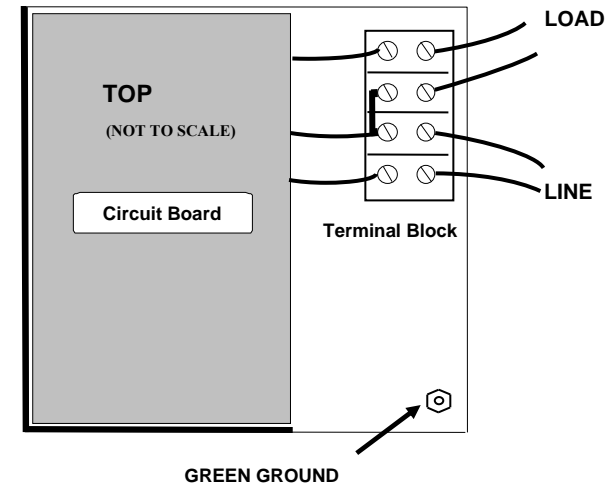 LOAD
TOP
(NOT TO SCALE)
Circuit Board
LINE
Terminal Block
GREEN GROUND